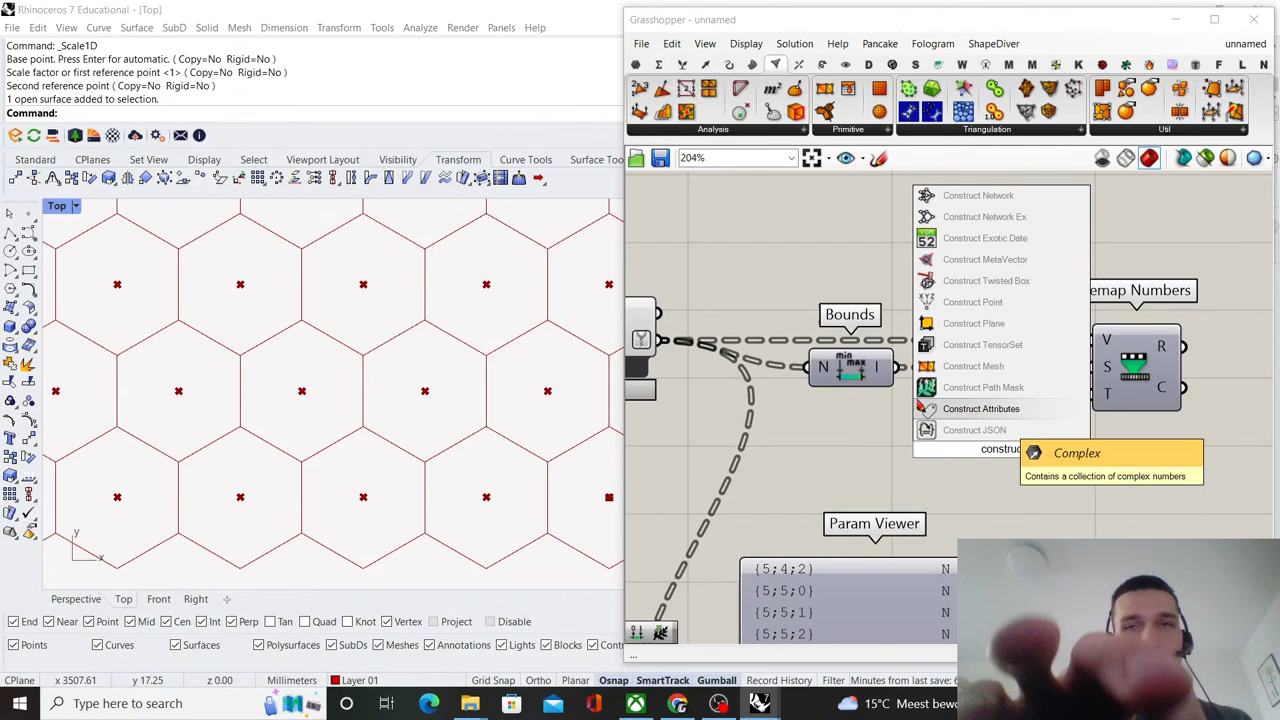 Rhinoceros 7 Educational - [Top]
File Edit View Curve Surface SubD Solid Mesh Dimension Transform Tools Analyze Render Panels Help
Command: _Scale1D
Base point. Press Enter for automatic. ( Copy=No Rigid=No )
Scale factor or first reference point <1> ( Copy=No Rigid=No )
Second reference point ( Copy=No Rigid=No )
1 open surface added to selection.
Command:
Standard CPlanes Set View Display Select Viewport Layout Visibility Transform Curve Tools Surface Too
Top
y
x
Perspective Top Front Right
End Near Point Mid Cen Int Perp Tan Quad Knot Vertex Project Disable
Points Curves Surfaces Polysurfaces SubDs Meshes Annotations Lights Blocks Cont
CPlane x 3507.61 y 17.25 z 0.00 Millimeters Layer 01 Grid Snap Ortho Planar Osnap SmartTrack Gumball Record History Filter Minutes from last save: 6
Grasshopper - unnamed
File Edit View Display Solution Help Pancake Fologram ShapeDiver unnamed
D S W M M K F L N
Analysis Primitive Triangulation Util
204%
Construct Network
Construct Network Ex
Construct Exotic Date
Construct MetaVector
Construct Twisted Box
Construct Point
Construct Plane
Construct TensorSet
Construct Mesh
Construct Path Mask
Construct Attributes
Construct JSON
construc
Complex
Contains a collection of complex numbers
Bounds
N min max I
emap Numbers
V R
S
T C
Y
Param Viewer
{5;4;2} N
{5;5;0} N
{5;5;1} N
{5;5;2} N
...
Type here to search
15°C Meest bewo